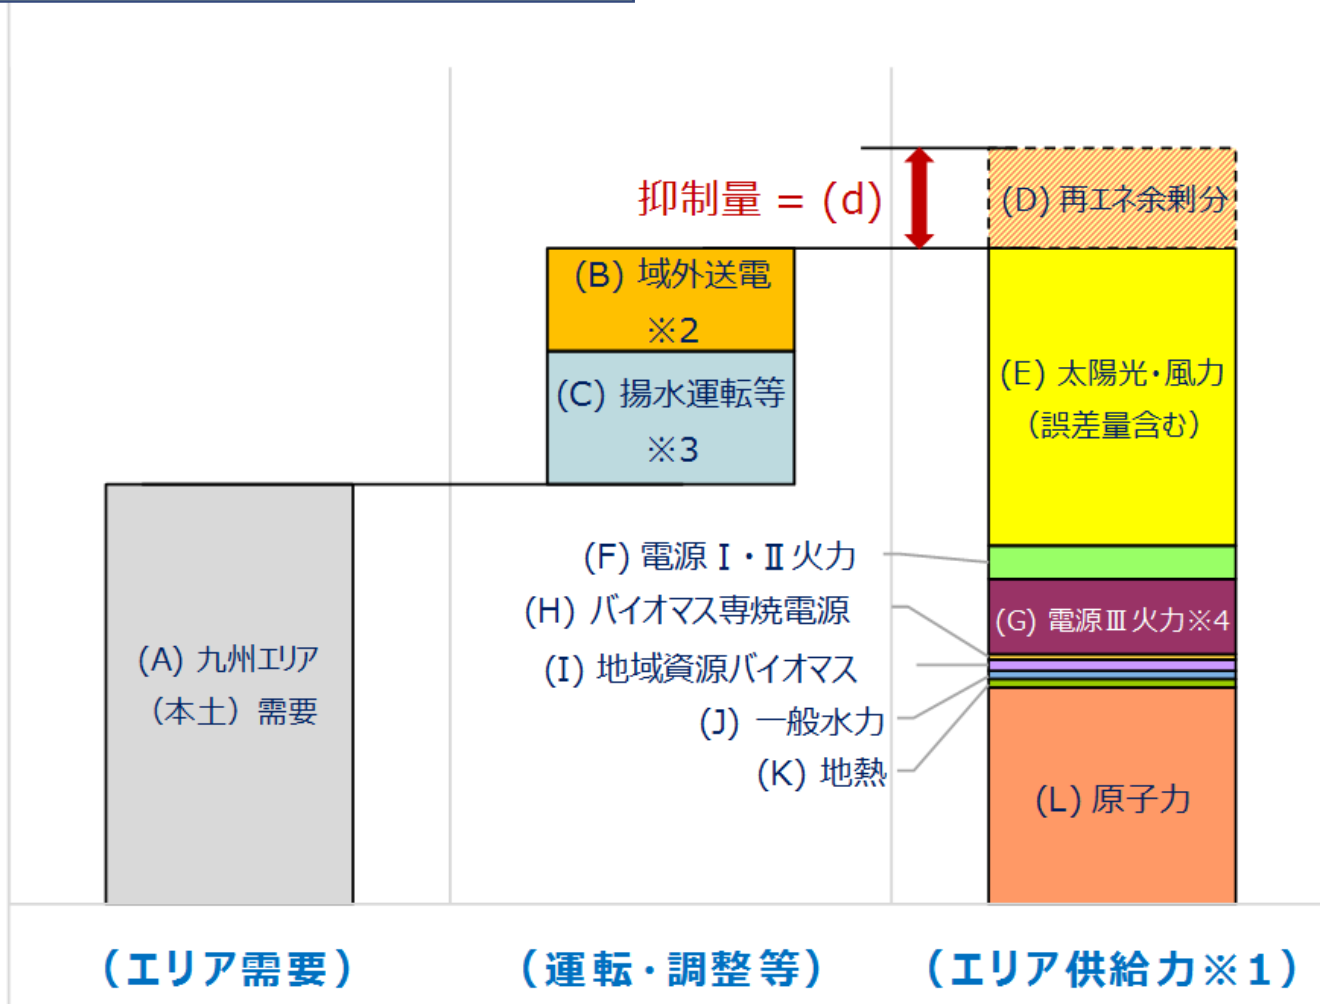 抑制量 = (d)
(D) 再エネ余剰分
(B) 域外送電
※2
(C) 揚水運転等
※3
(E) 太陽光・風力
（誤差量含む）
(F) 電源Ⅰ・Ⅱ火力
(G) 電源Ⅲ火力※4
(H) バイオマス専焼電源
(I) 地域資源バイオマス
(J) 一般水力
(K) 地熱
(A) 九州エリア
（本土）需要
(L) 原子力
（エリア需要）
（運転・調整等）
（エリア供給力※1）